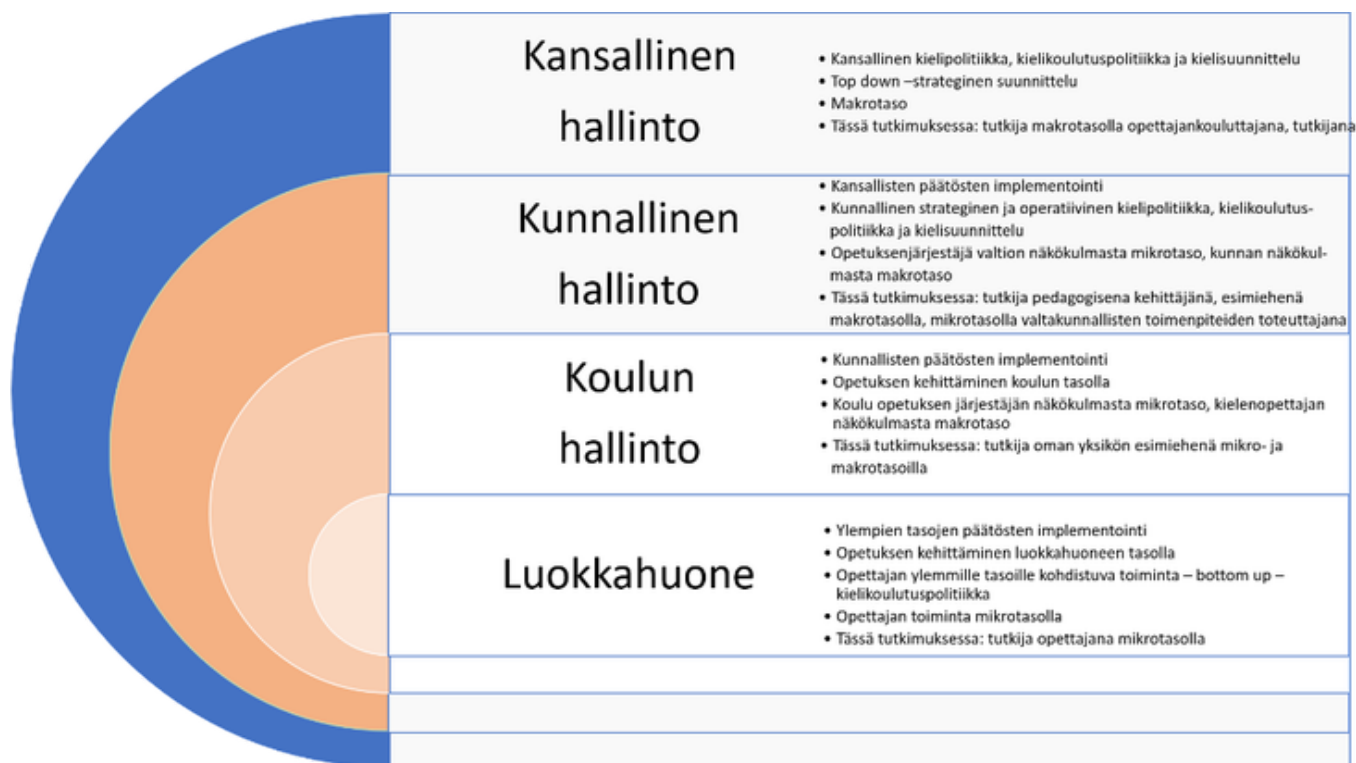 Kansallinen
hallinto
• Kansallinen kielipolitiikka, kielikoulutuspolitiikka ja kielisuunnittelu
• Top down –strateginen suunnittelu
• Makrotaso
• Tässä tutkimuksessa: tutkija makrotasolla opettajankouluttajana, tutkijana
Kunnallinen
hallinto
• Kansallisten päätösten implementointi
• Kunnallinen strateginen ja operatiivinen kielipolitiikka, kielikoulutus-
politiikka ja kielisuunnittelu
• Opetuksenjärjestäjä valtion näkökulmasta mikrotaso, kunnan näkökul-
masta makrotaso
• Tässä tutkimuksessa: tutkija pedagogisena kehittäjänä, esimiehenä
makrotasolla, mikrotasolla valtakunnallisten toimenpiteiden toteuttajana
Koulun
hallinto
• Kunnallisten päätösten implementointi
• Opetuksen kehittäminen koulun tasolla
• Koulu opetuksen järjestäjän näkökulmasta mikrotaso, kielenopettajan
näkökulmasta makrotaso
• Tässä tutkimuksessa: tutkija oman yksikön esimiehenä mikro- ja
makrotasoilla
Luokkahuone
• Ylempien tasojen päätösten implementointi
• Opetuksen kehittäminen luokkahuoneen tasolla
• Opettajan ylemmille tasoille kohdistuva toiminta – bottom up –
kielikoulutuspolitiikka
• Opettajan toiminta mikrotasolla
• Tässä tutkimuksessa: tutkija opettajana mikrotasolla